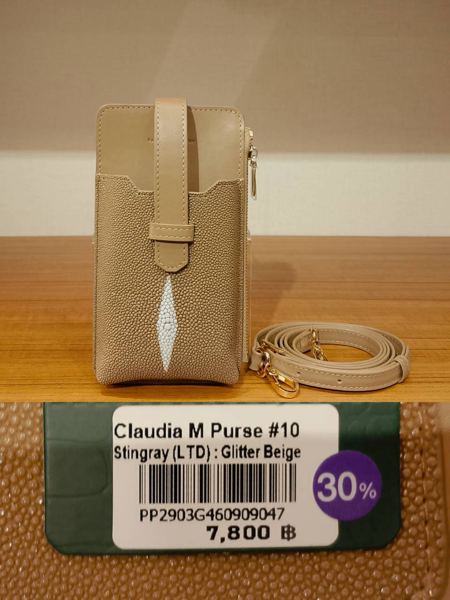 Claudia M Purse #10
Stingray (LTD) : Glitter Beige
PP2903G460909047
7,800 ฿
30%